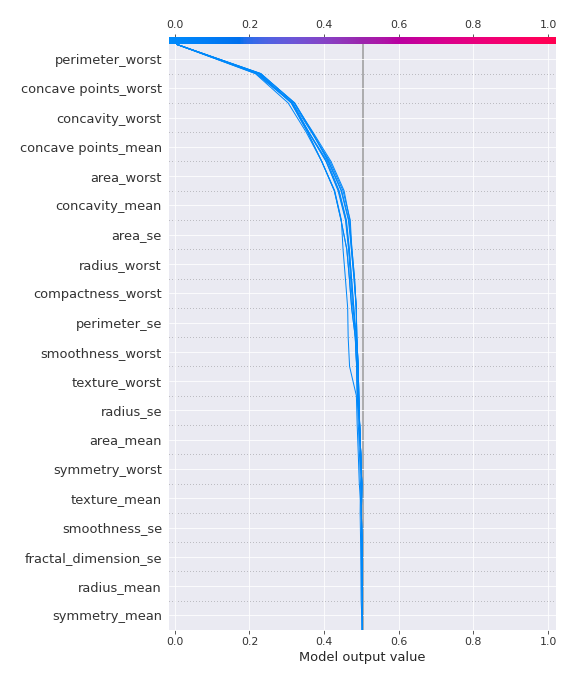 0.0 0.2 0.4 0.6 0.8 1.0
perimeter_worst
concave points_worst
concavity_worst
concave points_mean
area_worst
concavity_mean
area_se
radius_worst
compactness_worst
perimeter_se
smoothness_worst
texture_worst
radius_se
area_mean
symmetry_worst
texture_mean
smoothness_se
fractal_dimension_se
radius_mean
symmetry_mean
0.0 0.2 0.4 0.6 0.8 1.0
Model output value